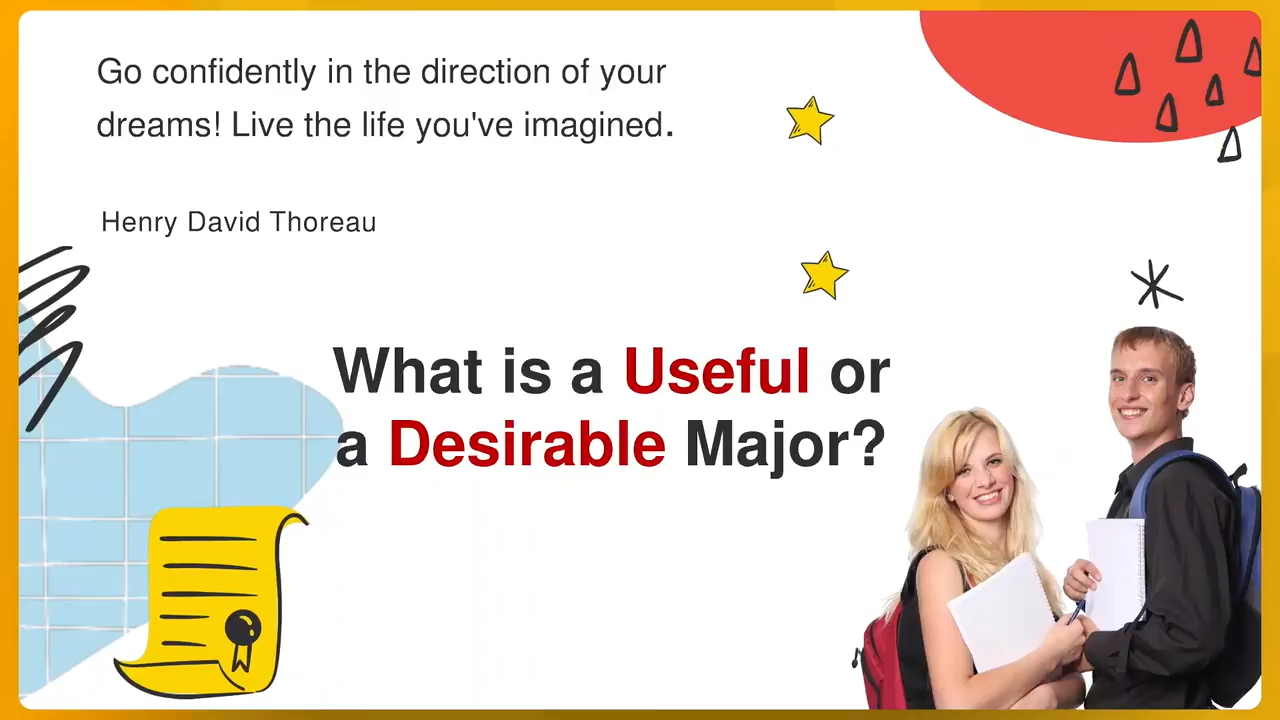 Go confidently in the direction of your
dreams! Live the life you've imagined.
Henry David Thoreau
What is a Useful or
a Desirable Major?